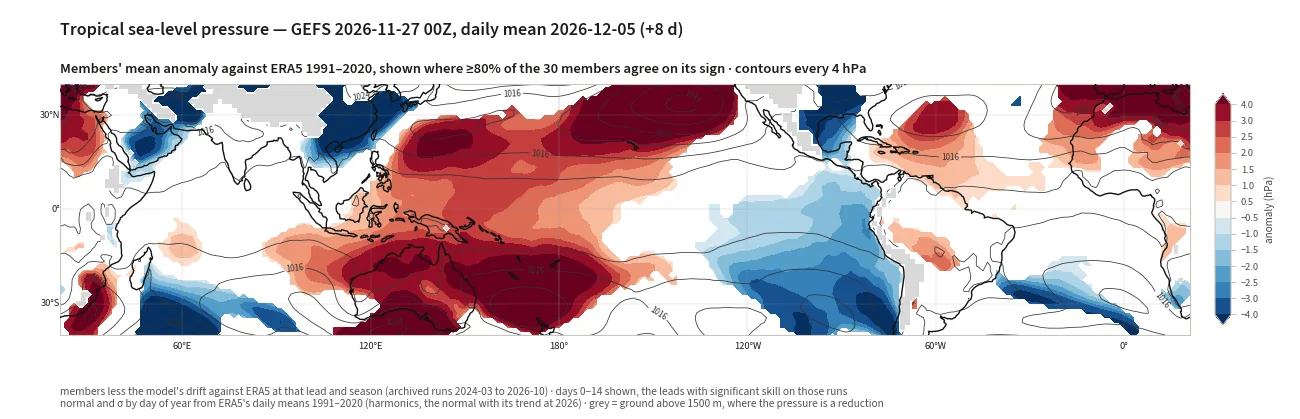 Tropical sea-level pressure — GEFS 2026-11-27 00Z, daily mean 2026-12-05 (+8 d)
Members' mean anomaly against ERA5 1991–2020, shown where ≥80% of the 30 members agree on its sign · contours every 4 hPa
30°N
0°
30°S
60°E
120°E
180°
120°W
60°W
0°
1024
1016
1016
1016
1016
1016
1016
1016
1016
4.0
3.0
2.5
2.0
1.5
1.0
0.5
−0.5
−1.0
−1.5
−2.0
−2.5
−3.0
−4.0
anomaly (hPa)
members less the model's drift against ERA5 at that lead and season (archived runs 2024-03 to 2026-10) · days 0–14 shown, the leads with significant skill on those runs
normal and σ by day of year from ERA5's daily means 1991–2020 (harmonics, the normal with its trend at 2026) · grey = ground above 1500 m, where the pressure is a reduction